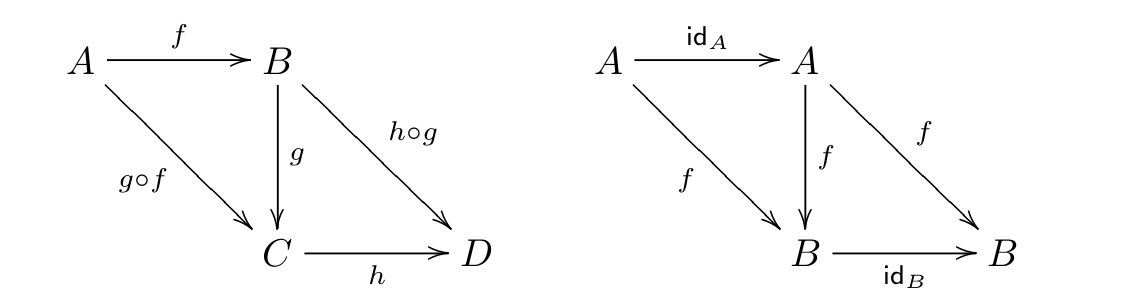 f id_A
A B A A
h∘g f
g f
g∘f f
C D B B
h id_B